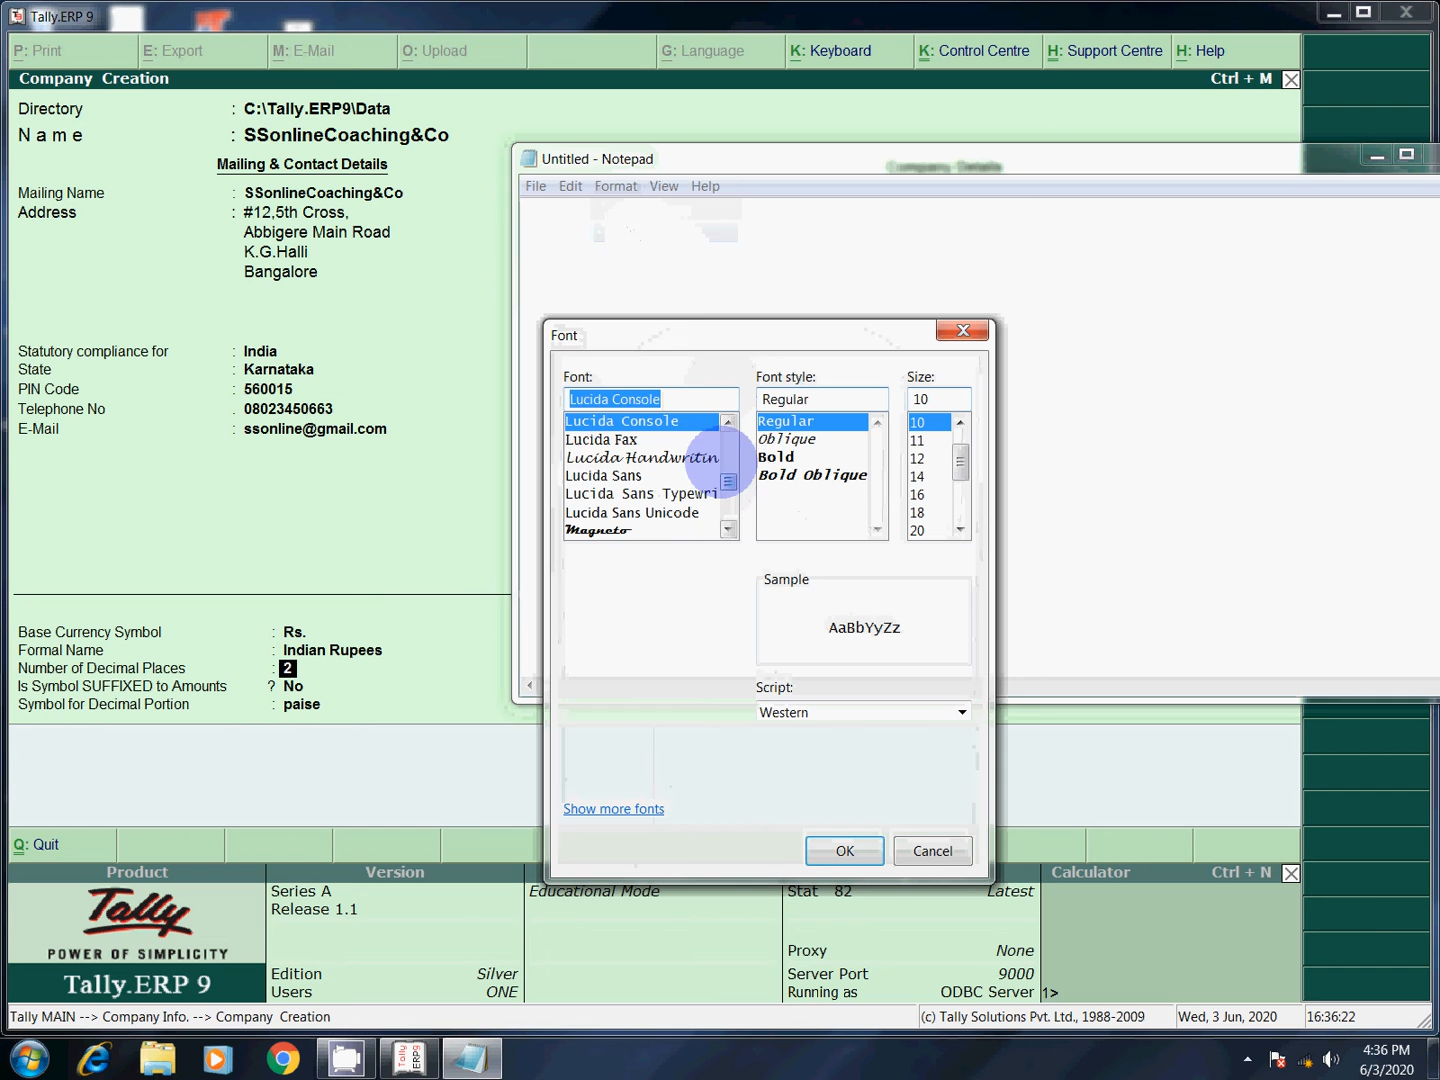 Tally.ERP 9
P: Print
E: Export
M: E-Mail
O: Upload
G: Language
K: Keyboard
K: Control Centre
H: Support Centre
H: Help
Company Creation
Ctrl + M
Directory : C:\Tally.ERP9\Data
Name : SSonlineCoaching&Co
Mailing & Contact Details
Mailing Name : SSonlineCoaching&Co
Address : #12,5th Cross,
Abbigere Main Road
K.G.Halli
Bangalore
Statutory compliance for : India
State : Karnataka
PIN Code : 560015
Telephone No : 08023450663
E-Mail : ssonline@gmail.com
Base Currency Symbol : Rs.
Formal Name : Indian Rupees
Number of Decimal Places : 2
Is Symbol SUFFIXED to Amounts ? No
Symbol for Decimal Portion : paise
Untitled - Notepad
Company Details
File Edit Format View Help
Font
Font:
Lucida Console
Lucida Console
Lucida Fax
Lucida Handwritin
Lucida Sans
Lucida Sans Typewri
Lucida Sans Unicode
Magneto
Font style:
Regular
Regular
Oblique
Bold
Bold Oblique
Size:
10
10
11
12
14
16
18
20
Sample
AaBbYyZz
Script:
Western
Show more fonts
OK
Cancel
Q: Quit
Product
Version
Calculator
Ctrl + N
Tally
POWER OF SIMPLICITY
Tally.ERP 9
Series A
Release 1.1
Edition Silver
Users ONE
Educational Mode
Stat 82 Latest
Proxy None
Server Port 9000
Running as ODBC Server
1>
Tally MAIN --> Company Info. --> Company Creation
(c) Tally Solutions Pvt. Ltd., 1988-2009
Wed, 3 Jun, 2020
16:36:22
Tally
ERP9
4:36 PM
6/3/2020